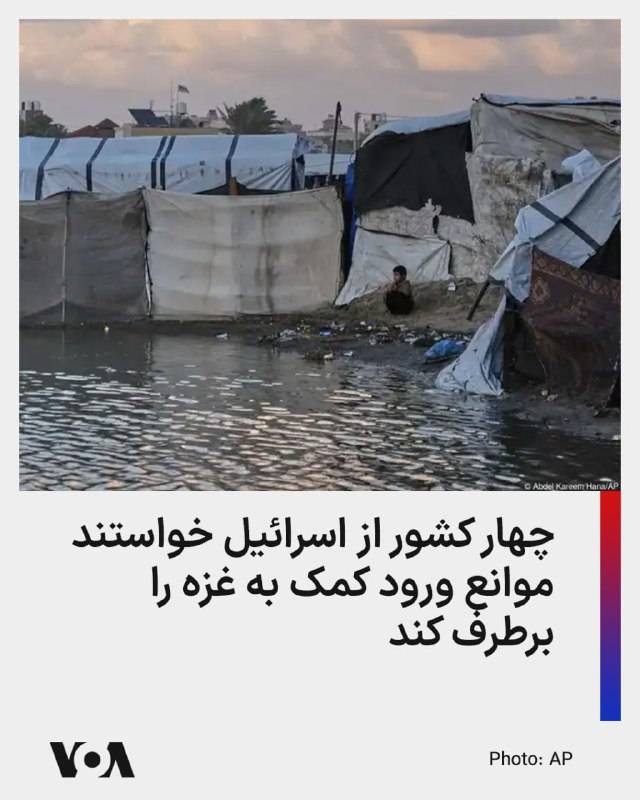 © Abdel Kareem Hana/AP
چهار کشور از اسرائیل خواستند
موانع ورود کمک به غزه را
برطرف کند
VOA
Photo: AP